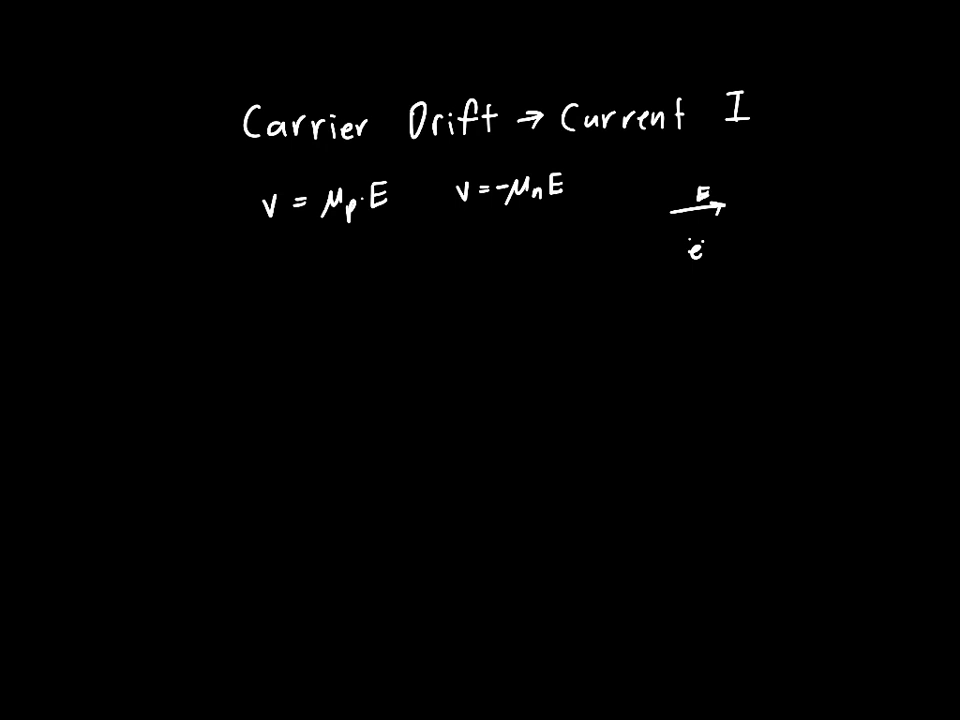 Carrier Drift → Current I
v = μp·E v = -μnE
E
e